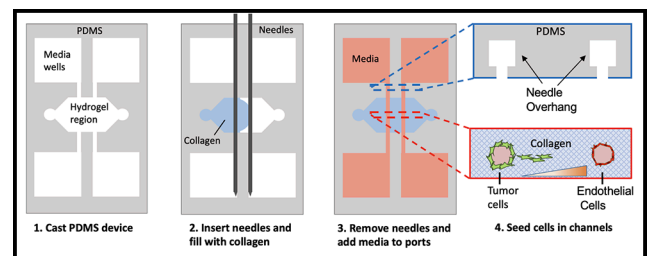 PDMS
Media
wells
Hydrogel
region
1. Cast PDMS device
Needles
Collagen
2. Insert needles and
fill with collagen
Media
3. Remove needles and
add media to ports
PDMS
Needle
Overhang
Collagen
Tumor
cells
Endothelial
Cells
4. Seed cells in channels